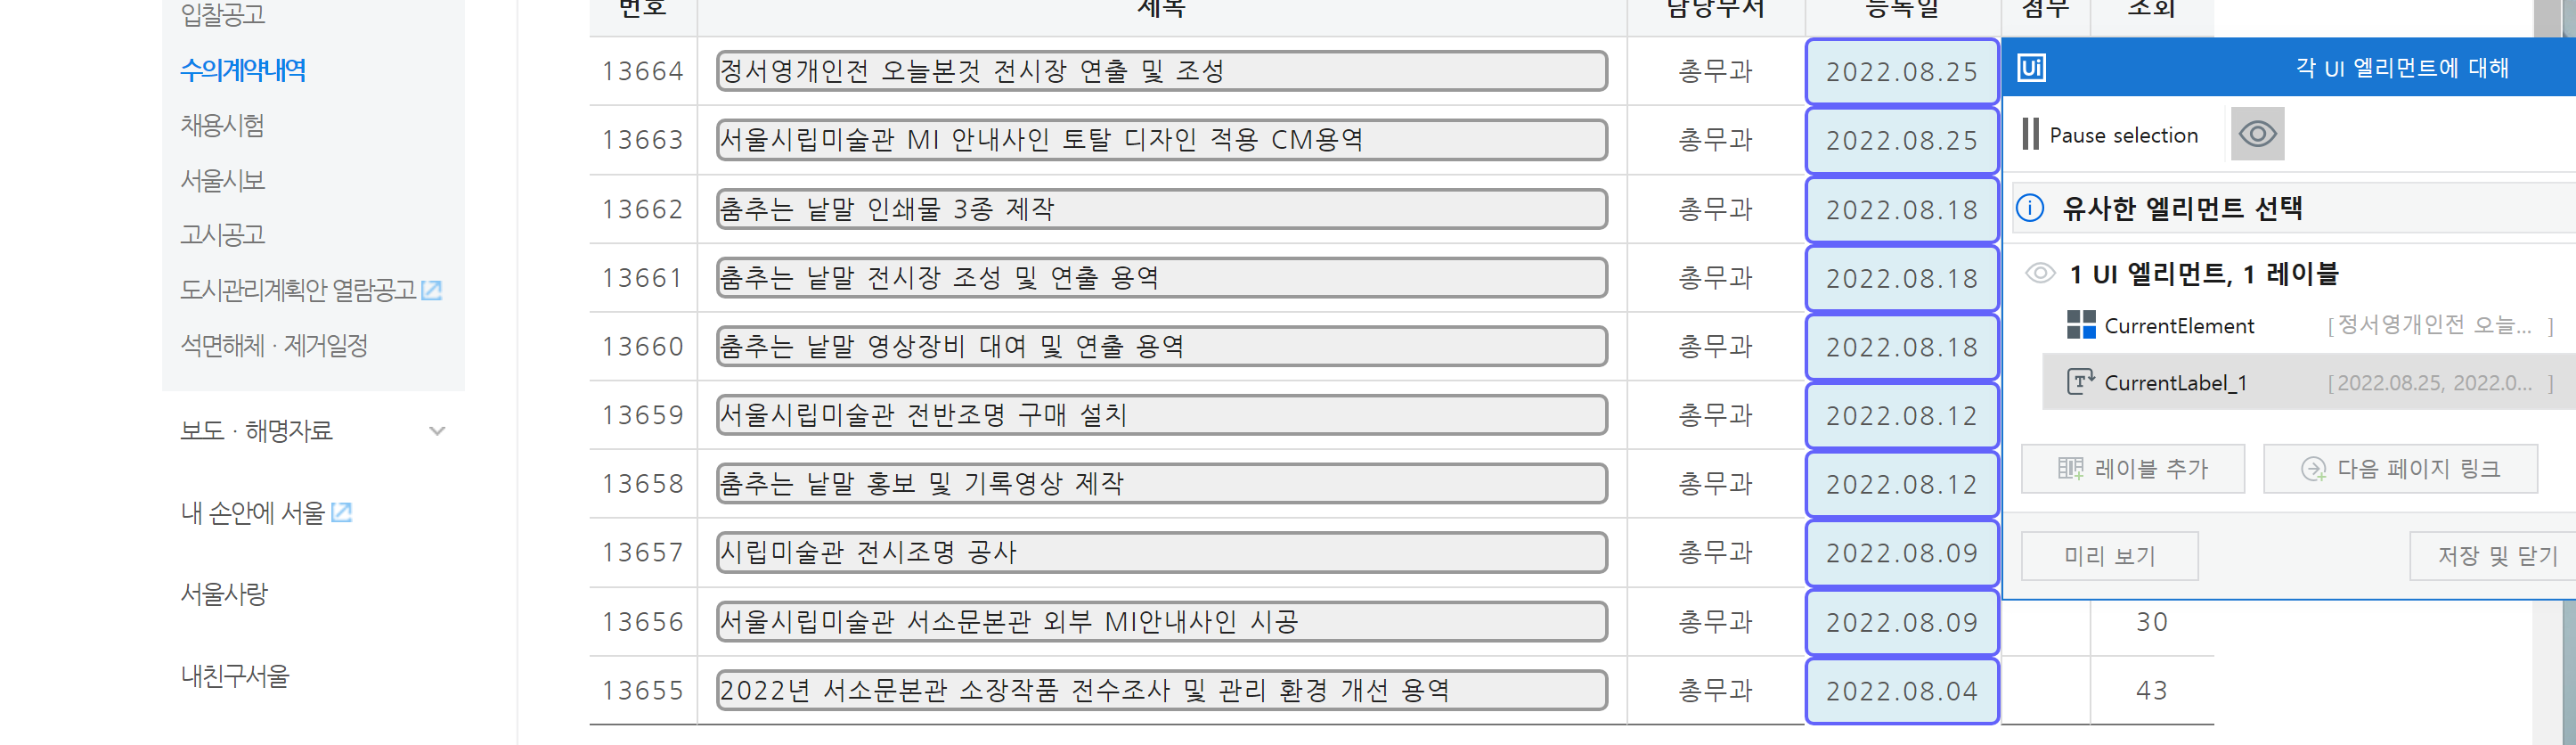 입찰공고
수의계약내역
채용시험
서울시보
고시공고
도시관리계획안 열람공고
석면해체 · 제거일정
보도 · 해명자료
내 손안에 서울
서울사랑
내친구서울
번호 제목 담당부서 등록일 첨부 조회
13664 정서영개인전 오늘본것 전시장 연출 및 조성 총무과 2022.08.25
13663 서울시립미술관 MI 안내사인 토탈 디자인 적용 CM용역 총무과 2022.08.25
13662 춤추는 낱말 인쇄물 3종 제작 총무과 2022.08.18
13661 춤추는 낱말 전시장 조성 및 연출 용역 총무과 2022.08.18
13660 춤추는 낱말 영상장비 대여 및 연출 용역 총무과 2022.08.18
13659 서울시립미술관 전반조명 구매 설치 총무과 2022.08.12
13658 춤추는 낱말 홍보 및 기록영상 제작 총무과 2022.08.12
13657 시립미술관 전시조명 공사 총무과 2022.08.09
13656 서울시립미술관 서소문본관 외부 MI안내사인 시공 총무과 2022.08.09 30
13655 2022년 서소문본관 소장작품 전수조사 및 관리 환경 개선 용역 총무과 2022.08.04 43
Ui 각 UI 엘리먼트에 대해
Pause selection
유사한 엘리먼트 선택
1 UI 엘리먼트, 1 레이블
CurrentElement [정서영개인전 오늘... ]
CurrentLabel_1 [2022.08.25, 2022.0... ]
레이블 추가 다음 페이지 링크
미리 보기 저장 및 닫기